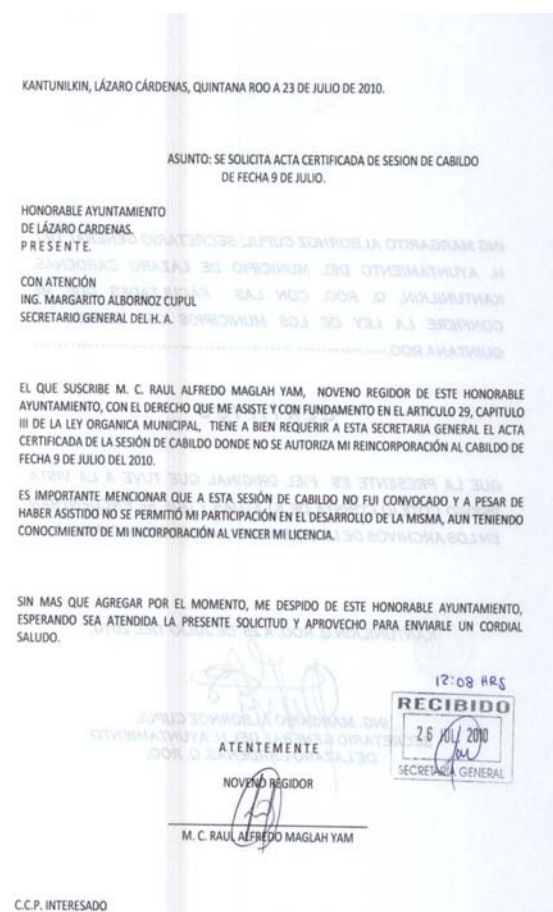 KANTUNILKIN, LÁZARO CÁRDENAS, QUINTANA ROO A 23 DE JULIO DE 2010.
ASUNTO: SE SOLICITA ACTA CERTIFICADA DE SESION DE CABILDO
DE FECHA 9 DE JULIO.
HONORABLE AYUNTAMIENTO
DE LÁZARO CARDENAS.
P R E S E N T E.
CON ATENCIÓN
ING. MARGARITO ALBORNOZ CUPUL
SECRETARIO GENERAL DEL H. A.
EL QUE SUSCRIBE M. C. RAUL ALFREDO MAGLAH YAM, NOVENO REGIDOR DE ESTE HONORABLE
AYUNTAMIENTO, CON EL DERECHO QUE ME ASISTE Y CON FUNDAMENTO EN EL ARTICULO 29, CAPITULO
III DE LA LEY ORGANICA MUNICIPAL, TIENE A BIEN REQUERIR A ESTA SECRETARIA GENERAL EL ACTA
CERTIFICADA DE LA SESIÓN DE CABILDO DONDE NO SE AUTORIZA MI REINCORPORACIÓN AL CABILDO DE
FECHA 9 DE JULIO DEL 2010.
ES IMPORTANTE MENCIONAR QUE A ESTA SESIÓN DE CABILDO NO FUI CONVOCADO Y A PESAR DE
HABER ASISTIDO NO SE PERMITIÓ MI PARTICIPACIÓN EN EL DESARROLLO DE LA MISMA, AUN TENIENDO
CONOCIMIENTO DE MI INCORPORACIÓN AL VENCER MI LICENCIA.
SIN MAS QUE AGREGAR POR EL MOMENTO, ME DESPIDO DE ESTE HONORABLE AYUNTAMIENTO,
ESPERANDO SEA ATENDIDA LA PRESENTE SOLICITUD Y APROVECHO PARA ENVIARLE UN CORDIAL
SALUDO.
12:08 HRS
RECIBIDO
26 JUL 2010
SECRETARIA GENERAL
A T E N T E M E N T E
NOVENO REGIDOR
M. C. RAUL ALFREDO MAGLAH YAM
C.C.P. INTERESADO